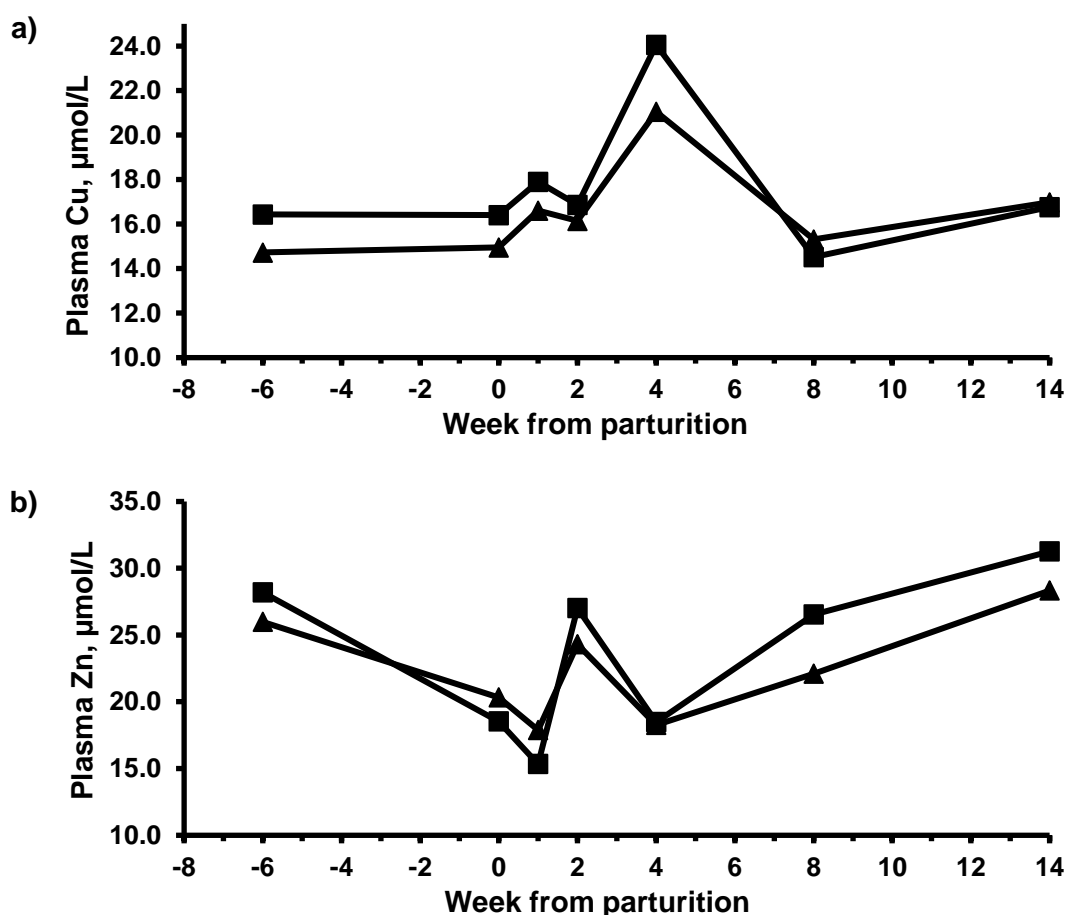 a)
Plasma Cu, µmol/L
24.0
22.0
20.0
18.0
16.0
14.0
12.0
10.0
-8 -6 -4 -2 0 2 4 6 8 10 12 14
Week from parturition
b)
Plasma Zn, µmol/L
35.0
30.0
25.0
20.0
15.0
10.0
-8 -6 -4 -2 0 2 4 6 8 10 12 14
Week from parturition